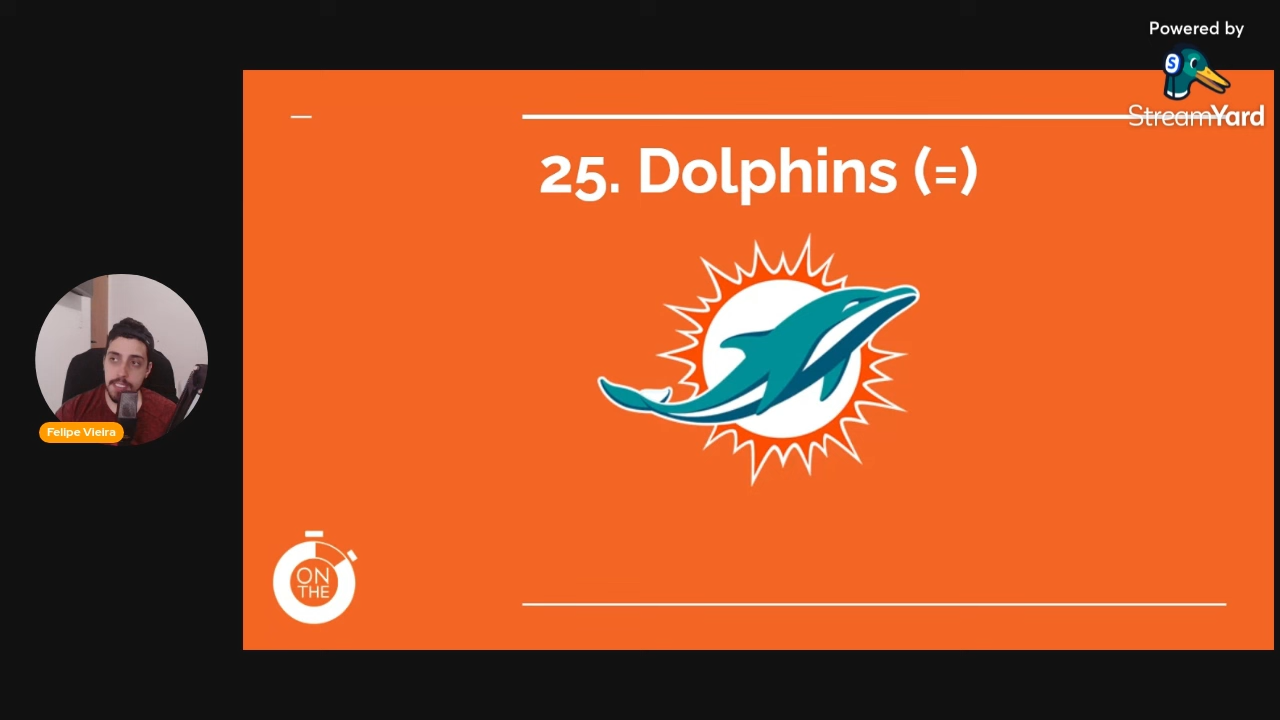 Powered by
S
StreamYard
25. Dolphins (=)
Felipe Vieira
ON
THE